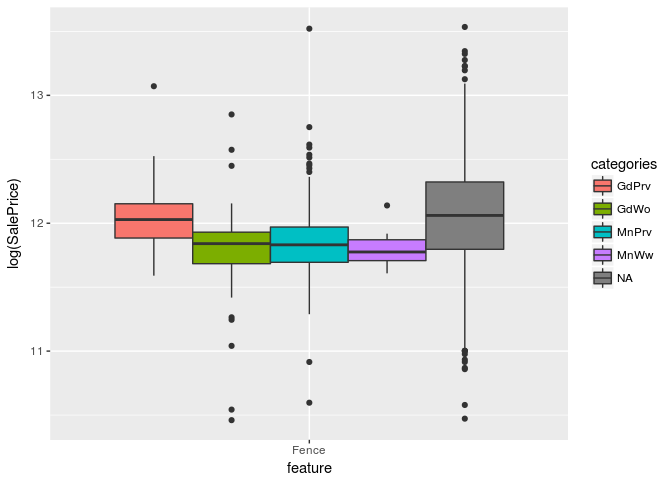 log(SalePrice)
13
12
11
Fence
feature
categories
GdPrv
GdWo
MnPrv
MnWw
NA